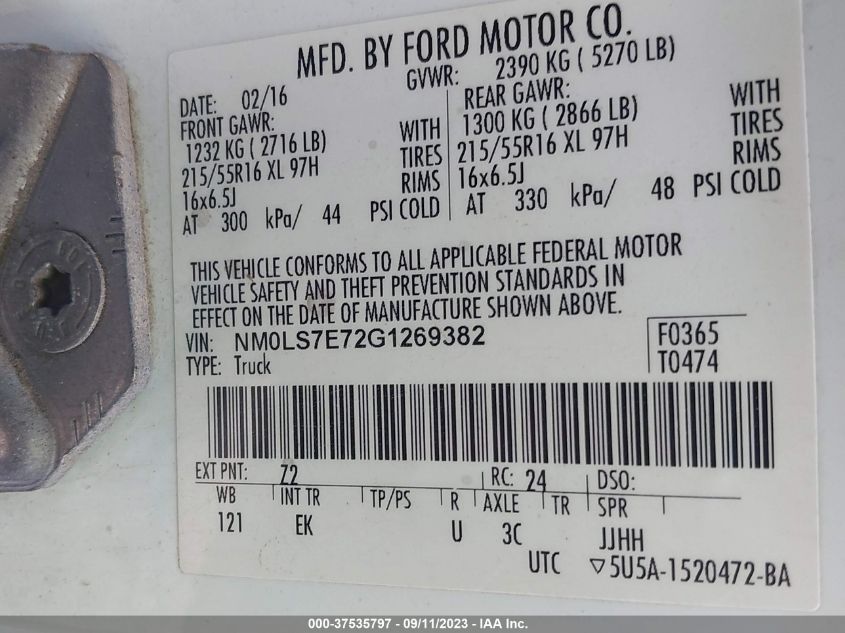 MFD. BY FORD MOTOR CO.
DATE: 02/16 GVWR: 2390 KG ( 5270 LB)
FRONT GAWR: REAR GAWR:
1232 KG ( 2716 LB) WITH 1300 KG ( 2866 LB) WITH
215/55R16 XL 97H TIRES 215/55R16 XL 97H TIRES
16x6.5J RIMS 16x6.5J RIMS
AT 300 kPa/ 44 PSI COLD AT 330 kPa/ 48 PSI COLD
THIS VEHICLE CONFORMS TO ALL APPLICABLE FEDERAL MOTOR
VEHICLE SAFETY AND THEFT PREVENTION STANDARDS IN
EFFECT ON THE DATE OF MANUFACTURE SHOWN ABOVE.
VIN: NM0LS7E72G1269382 F0365
TYPE: Truck T0474
EXT PNT: Z2 RC: 24 DSO:
WB INT TR TP/PS R AXLE TR SPR
121 EK U 3C JJHH
UTC ▽5U5A-1520472-BA
000-37535797 - 09/11/2023 - IAA Inc.